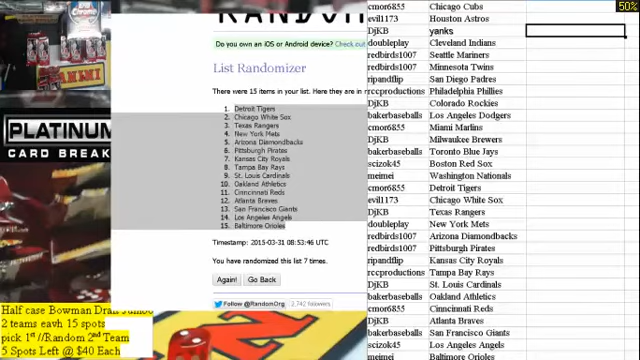 RANDOM
Do you own an iOS or Android device? Check out
List Randomizer
There were 15 items in your list. Here they are in r
1. Detroit Tigers
2. Chicago White Sox
3. Texas Rangers
4. New York Mets
5. Arizona Diamondbacks
6. Pittsburgh Pirates
7. Kansas City Royals
8. Tampa Bay Rays
9. St. Louis Cardinals
10. Oakland Athletics
11. Cinncinnati Reds
12. Atlanta Braves
13. San Francisco Giants
14. Los Angeles Angels
15. Baltimore Orioles
Timestamp: 2015-03-31 08:53:46 UTC
You have randomized this list 7 times.
Again! Go Back
Follow @RandomOrg 2,742 followers
cmor6855 Chicago Cubs
evil1173 Houston Astros
DjKB yanks
doubleplay Cleveland Indians
redbirds1007 Seattle Mariners
redbirds1007 Minnesota Twins
ripandflip San Diego Padres
rccproductions Philadelphia Phillies
DjKB Colorado Rockies
bakerbaseballs Los Angeles Dodgers
cmor6855 Miami Marlins
DjKB Milwaukee Brewers
bakerbaseballs Toronto Blue Jays
scizok45 Boston Red Sox
meimei Washington Nationals
cmor6855 Detroit Tigers
evil1173 Chicago White Sox
DjKB Texas Rangers
doubleplay New York Mets
redbirds1007 Arizona Diamondbacks
redbirds1007 Pittsburgh Pirates
ripandflip Kansas City Royals
rccproductions Tampa Bay Rays
DjKB St. Louis Cardinals
bakerbaseballs Oakland Athletics
cmor6855 Cinncinnati Reds
DjKB Atlanta Braves
bakerbaseballs San Francisco Giants
scizok45 Los Angeles Angels
meimei Baltimore Orioles
50%
PANINI
PLATINUM
CARD BREAK
Half case Bowman Draft Jumbo
2 teams eavh 15 spots
pick 1st //Random 2nd Team
5 Spots Left @ $40 Each